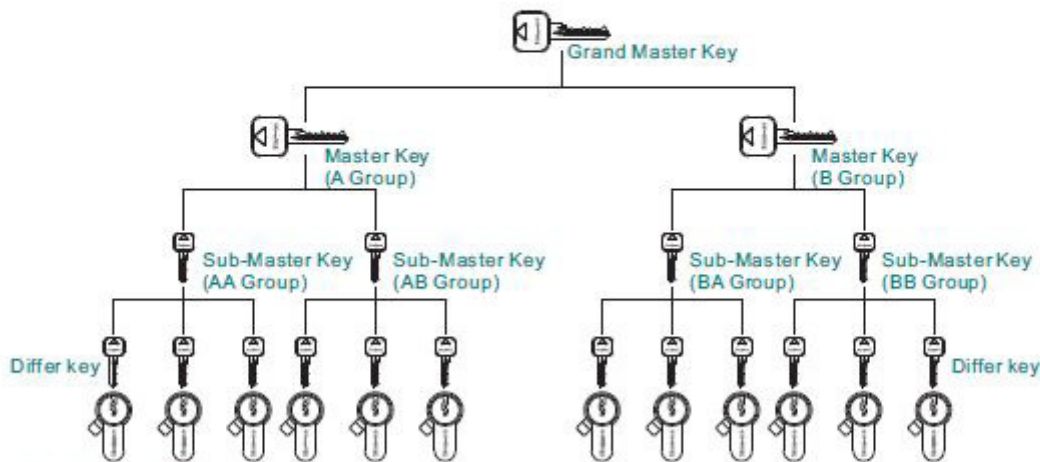 Grand Master Key
Master Key
(A Group)
Master Key
(B Group)
Sub-Master Key
(AA Group)
Sub-Master Key
(AB Group)
Sub-Master Key
(BA Group)
Sub-Master Key
(BB Group)
Differ key
Differ key